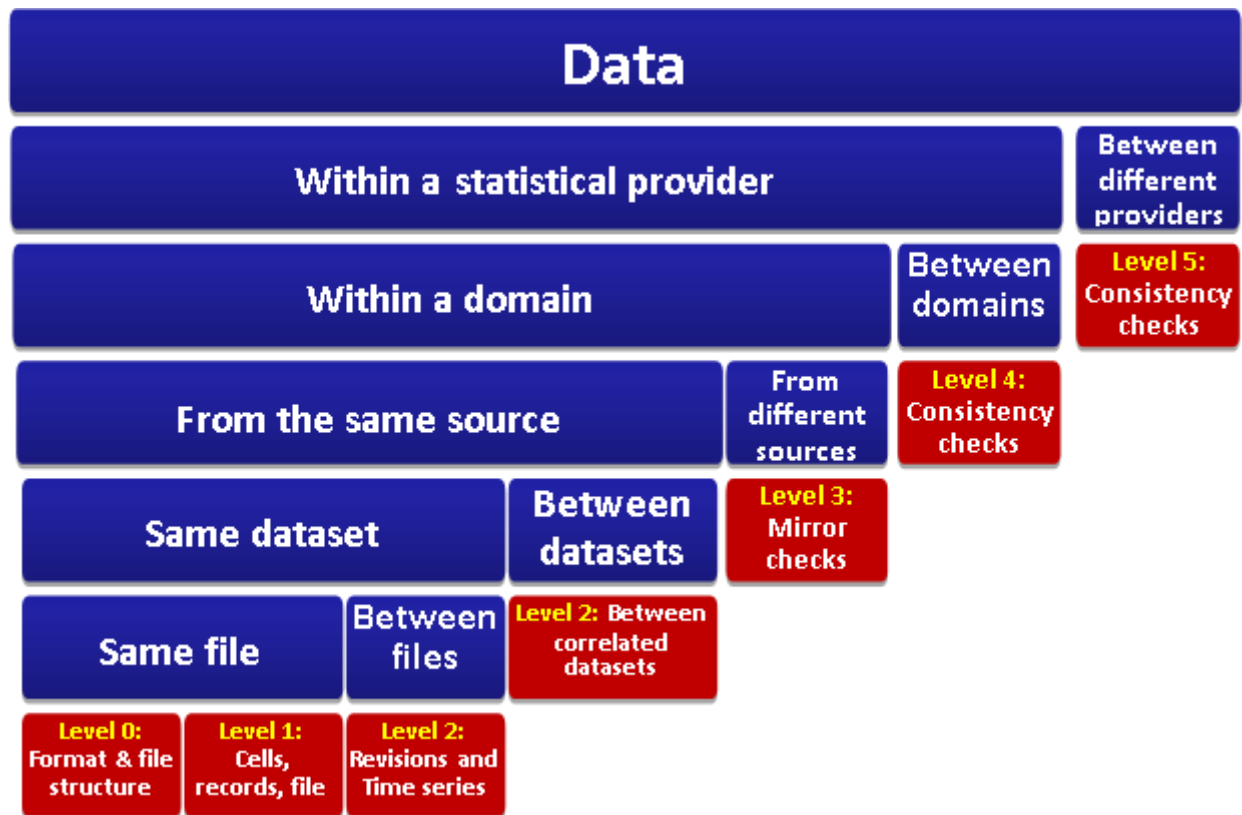 Data
Within a statistical provider
Between
different
providers
Within a domain
Between
domains
Level 5:
Consistency
checks
From the same source
From
different
sources
Level 4:
Consistency
checks
Same dataset
Between
datasets
Level 3:
Mirror
checks
Same file
Between
files
Level 2: Between
correlated
datasets
Level 0:
Format & file
structure
Level 1:
Cells,
records, file
Level 2:
Revisions and
Time series